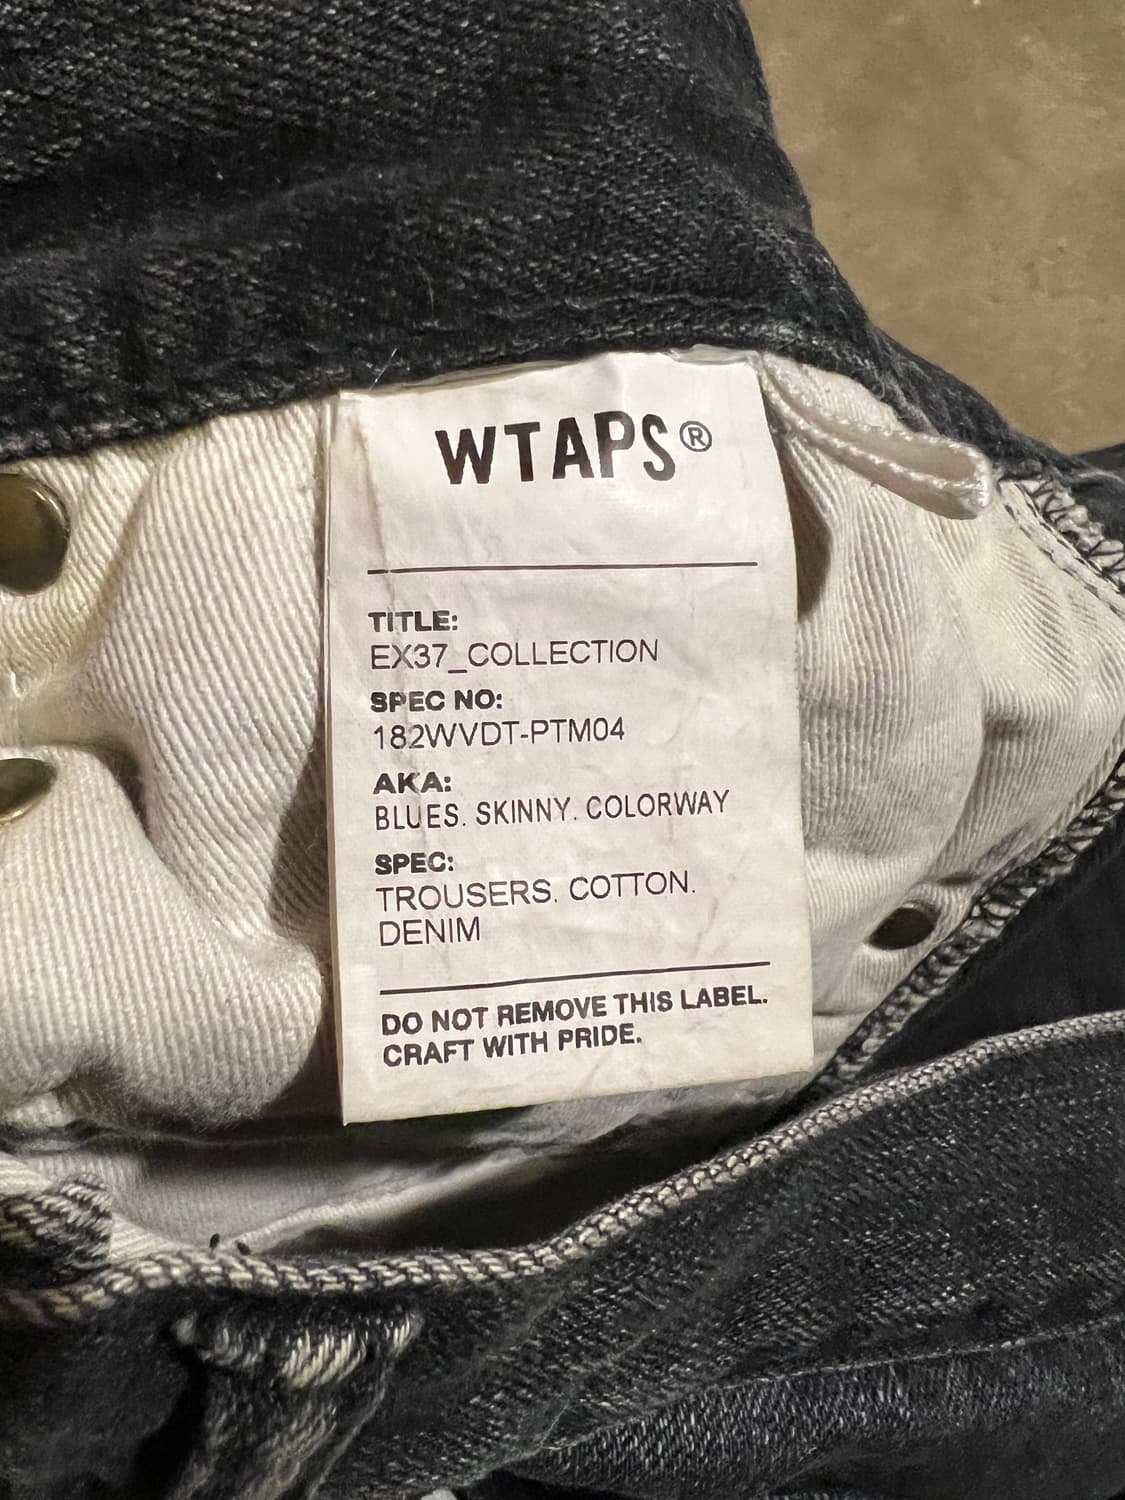 WTAPS®
TITLE:
EX37_COLLECTION
SPEC NO:
182WVDT-PTM04
AKA:
BLUES. SKINNY. COLORWAY
SPEC:
TROUSERS. COTTON.
DENIM
DO NOT REMOVE THIS LABEL.
CRAFT WITH PRIDE.